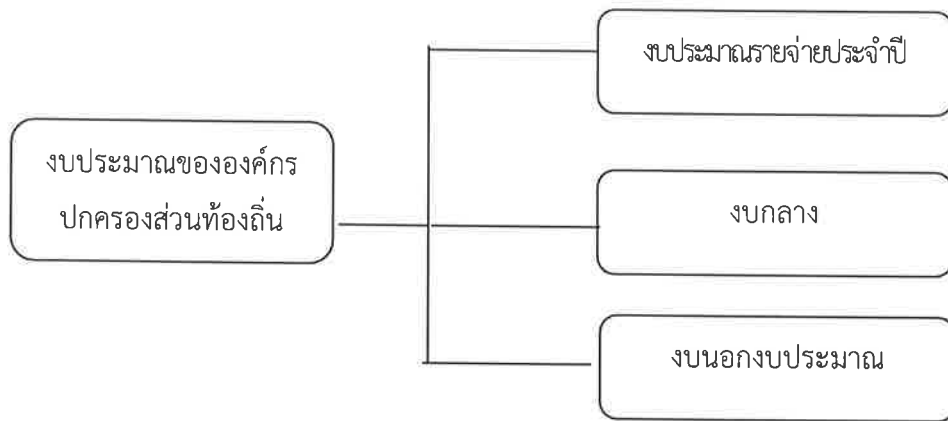 งบประมาณขององค์กร
ปกครองส่วนท้องถิ่น
งบประมาณรายจ่ายประจำปี
งบกลาง
งบนอกงบประมาณ